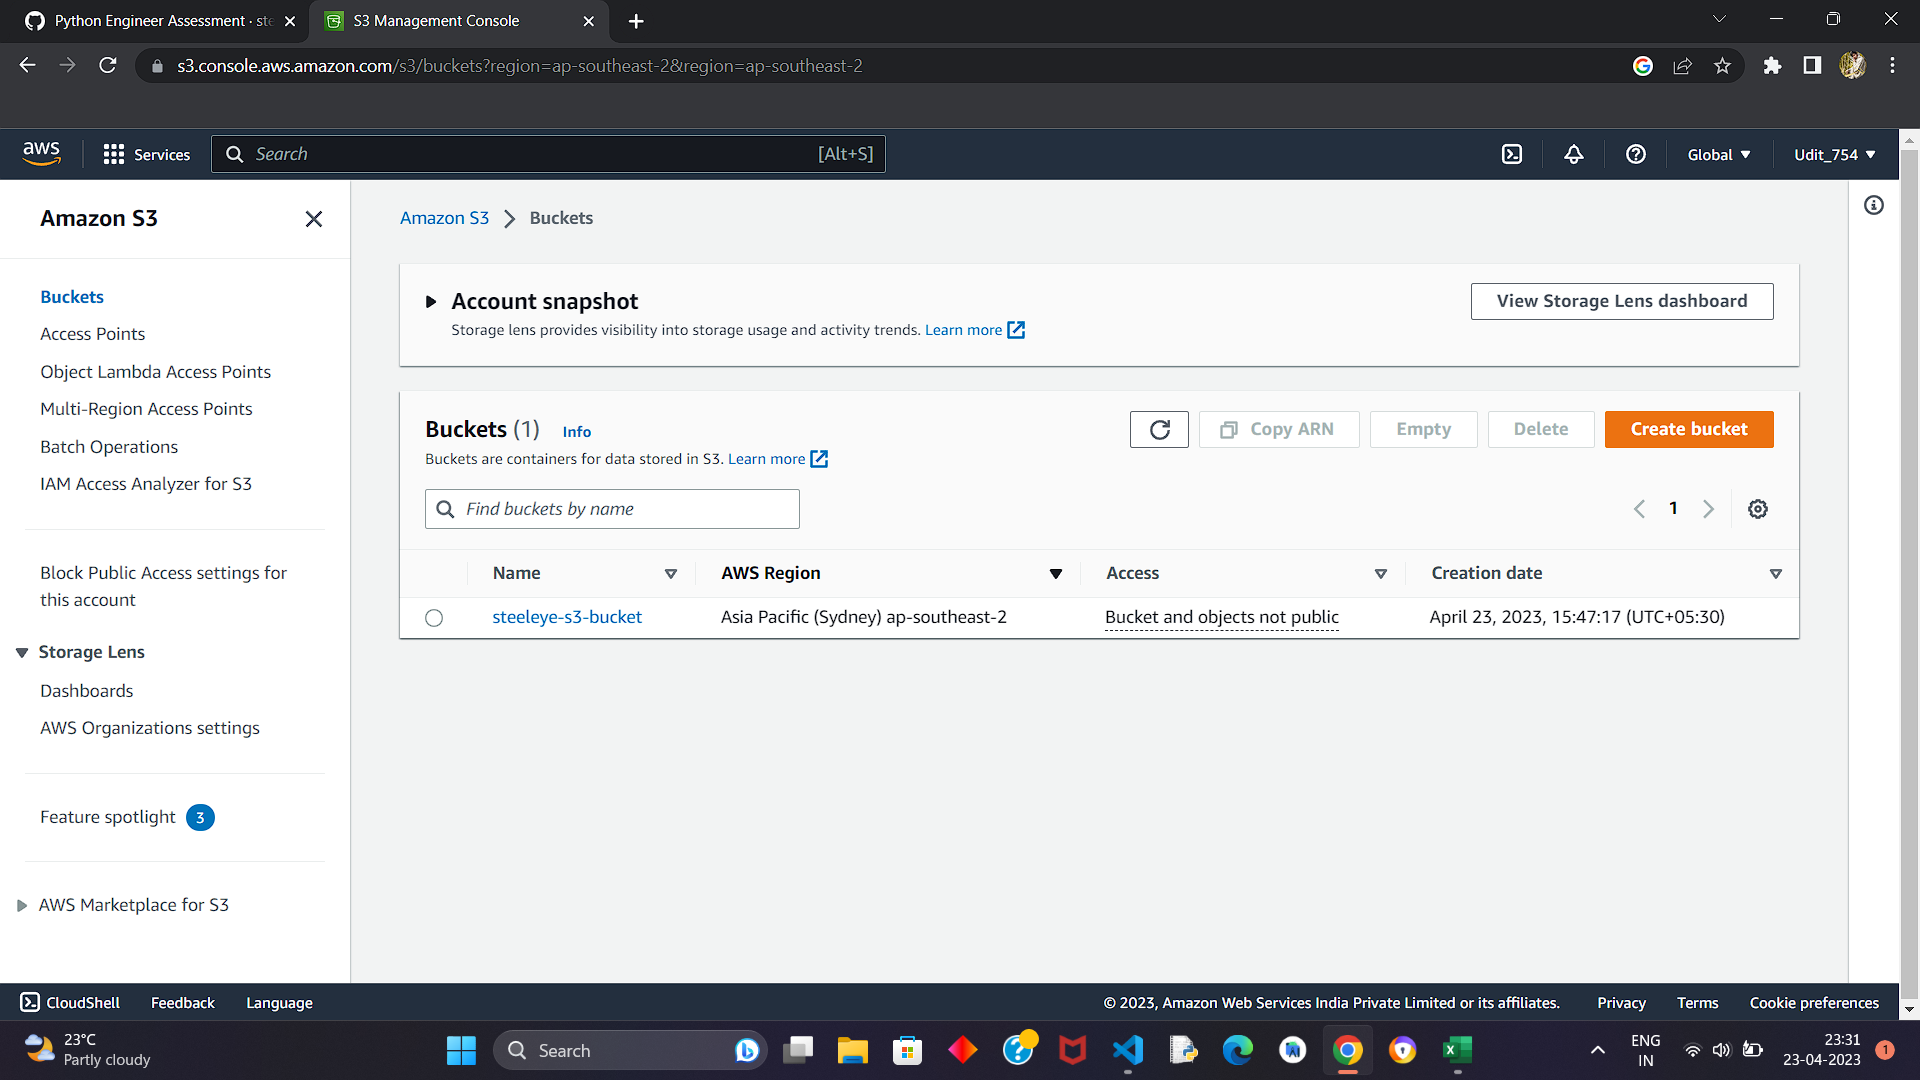 Python Engineer Assessment · ste
S3 Management Console
s3.console.aws.amazon.com/s3/buckets?region=ap-southeast-2&region=ap-southeast-2
aws
Services
Search
[Alt+S]
Global
Udit_754
Amazon S3
Buckets
Access Points
Object Lambda Access Points
Multi-Region Access Points
Batch Operations
IAM Access Analyzer for S3
Block Public Access settings for
this account
Storage Lens
Dashboards
AWS Organizations settings
Feature spotlight 3
AWS Marketplace for S3
Amazon S3 > Buckets
Account snapshot
Storage lens provides visibility into storage usage and activity trends. Learn more
View Storage Lens dashboard
Buckets (1) Info
Buckets are containers for data stored in S3. Learn more
Copy ARN
Empty
Delete
Create bucket
Find buckets by name
1
Name AWS Region Access Creation date
steeleye-s3-bucket Asia Pacific (Sydney) ap-southeast-2 Bucket and objects not public April 23, 2023, 15:47:17 (UTC+05:30)
CloudShell Feedback Language
© 2023, Amazon Web Services India Private Limited or its affiliates. Privacy Terms Cookie preferences
23°C
Partly cloudy
Search
ENG
IN
23:31
23-04-2023
1